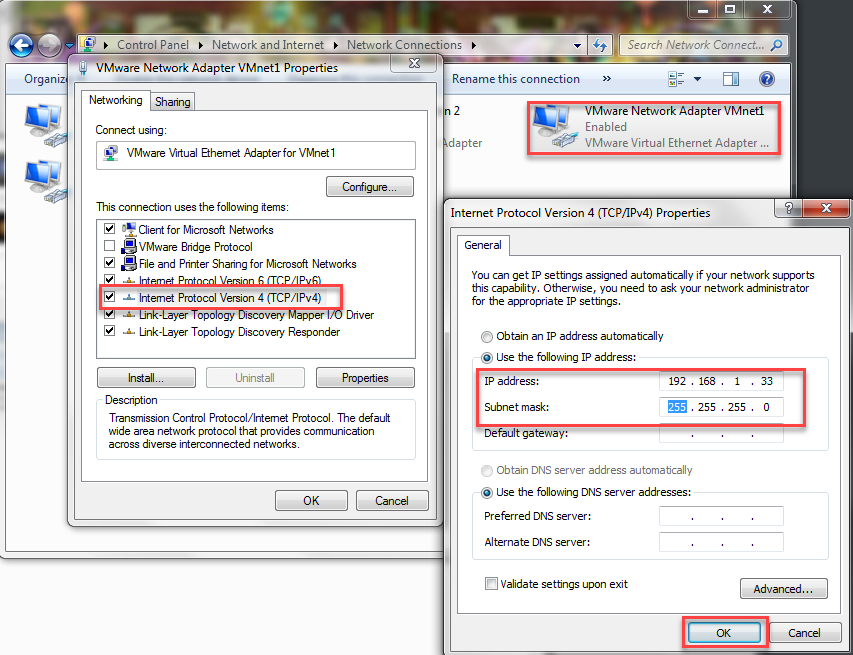 Control Panel
Network and Internet
Network Connections
Search Network Connect...
Organiz
Rename this connection
»
n 2
Adapter
VMware Network Adapter VMnet1
Enabled
VMware Virtual Ethernet Adapter ...
VMware Network Adapter VMnet1 Properties
Networking
Sharing
Connect using:
VMware Virtual Ethernet Adapter for VMnet1
Configure...
This connection uses the following items:
Client for Microsoft Networks
VMware Bridge Protocol
File and Printer Sharing for Microsoft Networks
Internet Protocol Version 6 (TCP/IPv6)
Internet Protocol Version 4 (TCP/IPv4)
Link-Layer Topology Discovery Mapper I/O Driver
Link-Layer Topology Discovery Responder
Install...
Uninstall
Properties
Description
Transmission Control Protocol/Internet Protocol. The default
wide area network protocol that provides communication
across diverse interconnected networks.
OK
Cancel
Internet Protocol Version 4 (TCP/IPv4) Properties
General
You can get IP settings assigned automatically if your network supports
this capability. Otherwise, you need to ask your network administrator
for the appropriate IP settings.
Obtain an IP address automatically
Use the following IP address:
IP address: 192 . 168 . 1 . 33
Subnet mask: 255 . 255 . 255 . 0
Default gateway: . . .
Obtain DNS server address automatically
Use the following DNS server addresses:
Preferred DNS server: . . .
Alternate DNS server: . . .
Validate settings upon exit
Advanced...
OK
Cancel